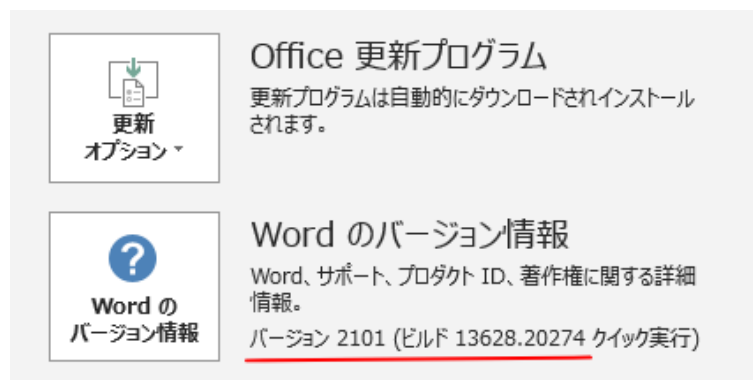 更新
オプション
Office 更新プログラム
更新プログラムは自動的にダウンロードされインストール
されます。
?
Word の
バージョン情報
Word のバージョン情報
Word、サポート、プロダクト ID、著作権に関する詳細
情報。
バージョン 2101 (ビルド 13628.20274 クイック実行)